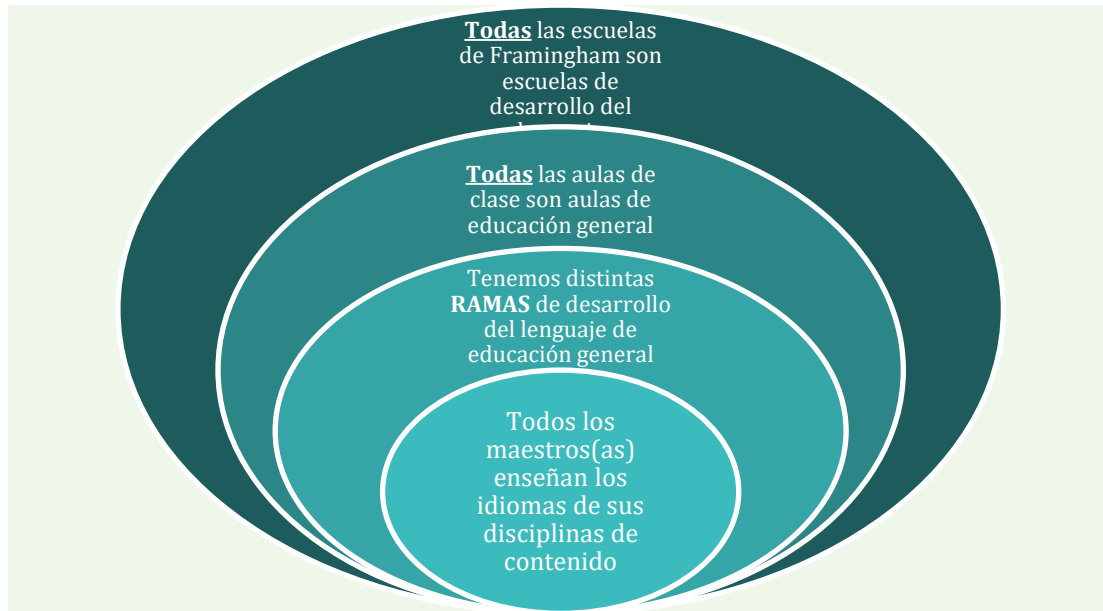 Todas las escuelas
de Framingham son
escuelas de
desarrollo del
Todas las aulas de
clase son aulas de
educación general
Tenemos distintas
RAMAS de desarrollo
del lenguaje de
educación general
Todos los
maestros(as)
enseñan los
idiomas de sus
disciplinas de
contenido